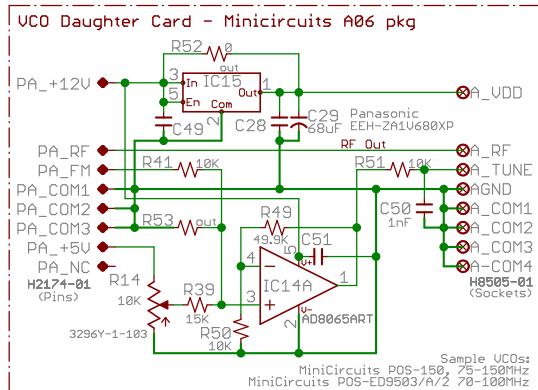 VCO Daughter Card - Minicircuits A06 pkg
R52 0
out
PA_+12V
3 In IC15 Out 1
5 En Com
2
A_VDD
C49
C28
C29
68uF
Panasonic
EEH-ZA1V680XP
RF Out
PA_RF
A_RF
PA_FM
R41
10K
R51
10K
A_TUNE
PA_COM1
AGND
PA_COM2
A_COM1
PA_COM3
R53
out
R49
49.9K
C50
1nF
A_COM2
PA_+5V
C51
A_COM3
PA_NC
A-COM4
H2174-01
(Pins)
H8505-01
(Sockets)
R14
10K
3296Y-1-103
R39
15K
4
3
5
V+
1
IC14A
V-
2
AD8065ART
R50
10K
Sample VCOs:
MiniCircuits POS-150, 75-150MHz
MiniCircuits POS-ED9503/1/2 70-100MHz